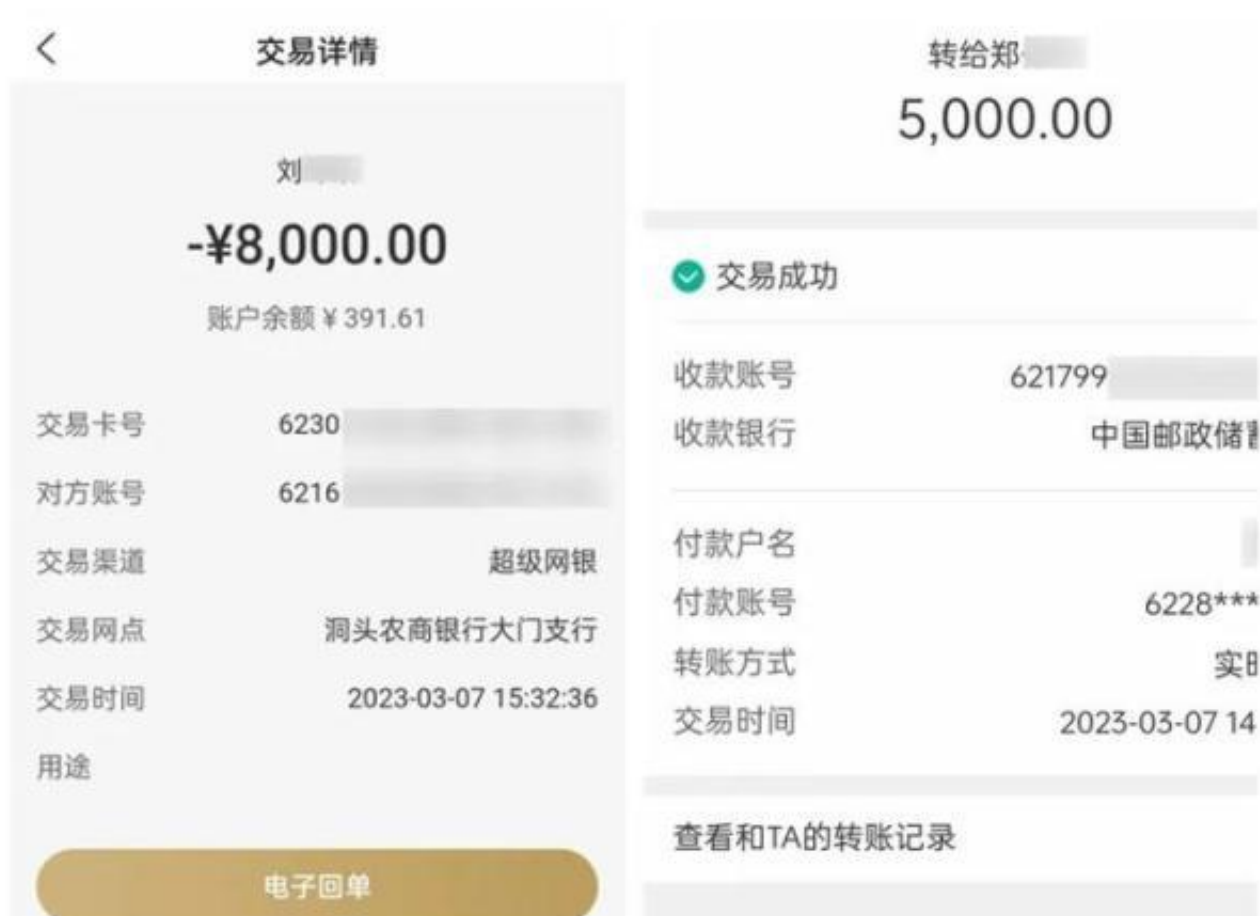 交易详情
刘
-¥8,000.00
账户余额¥391.61
交易卡号 6230
对方账号 6216
交易渠道 超级网银
交易网点 洞头农商银行大门支行
交易时间 2023-03-07 15:32:36
用途
电子回单
转给郑
5,000.00
交易成功
收款账号 621799
收款银行 中国邮政储
付款户名
付款账号 6228***
转账方式 实
交易时间 2023-03-07 14
查看和TA的转账记录